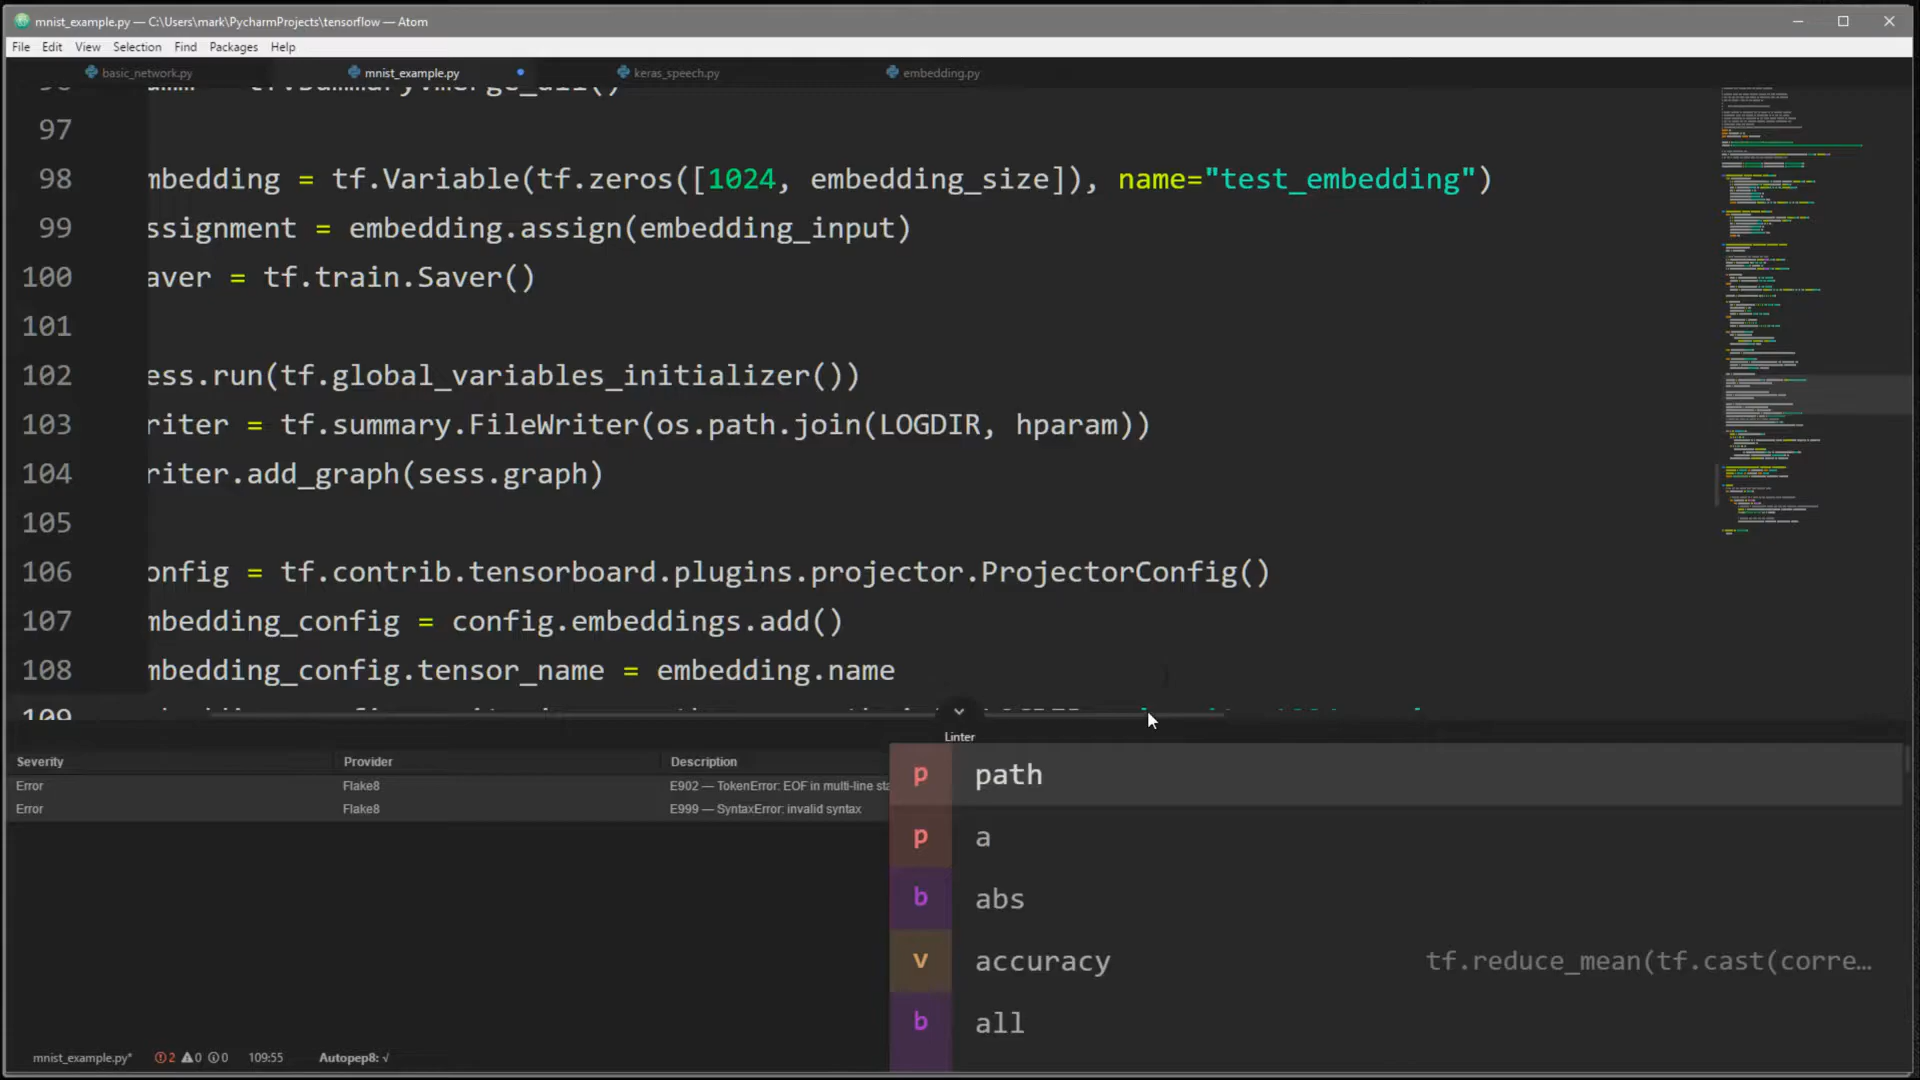 mnist_example.py — C:\Users\mark\PycharmProjects\tensorflow — Atom
File Edit View Selection Find Packages Help
basic_network.py mnist_example.py keras_speech.py embedding.py
97
98 mbedding = tf.Variable(tf.zeros([1024, embedding_size]), name="test_embedding")
99 ssignment = embedding.assign(embedding_input)
100 aver = tf.train.Saver()
101
102 ess.run(tf.global_variables_initializer())
103 riter = tf.summary.FileWriter(os.path.join(LOGDIR, hparam))
104 riter.add_graph(sess.graph)
105
106 onfig = tf.contrib.tensorboard.plugins.projector.ProjectorConfig()
107 mbedding_config = config.embeddings.add()
108 mbedding_config.tensor_name = embedding.name
109
Linter
Severity Provider Description
Error Flake8 E902 — TokenError: EOF in multi-line sta
Error Flake8 E999 — SyntaxError: invalid syntax
p path
p a
b abs
v accuracy tf.reduce_mean(tf.cast(corre…
b all
mnist_example.py* 2 0 0 109:55 Autopep8: √